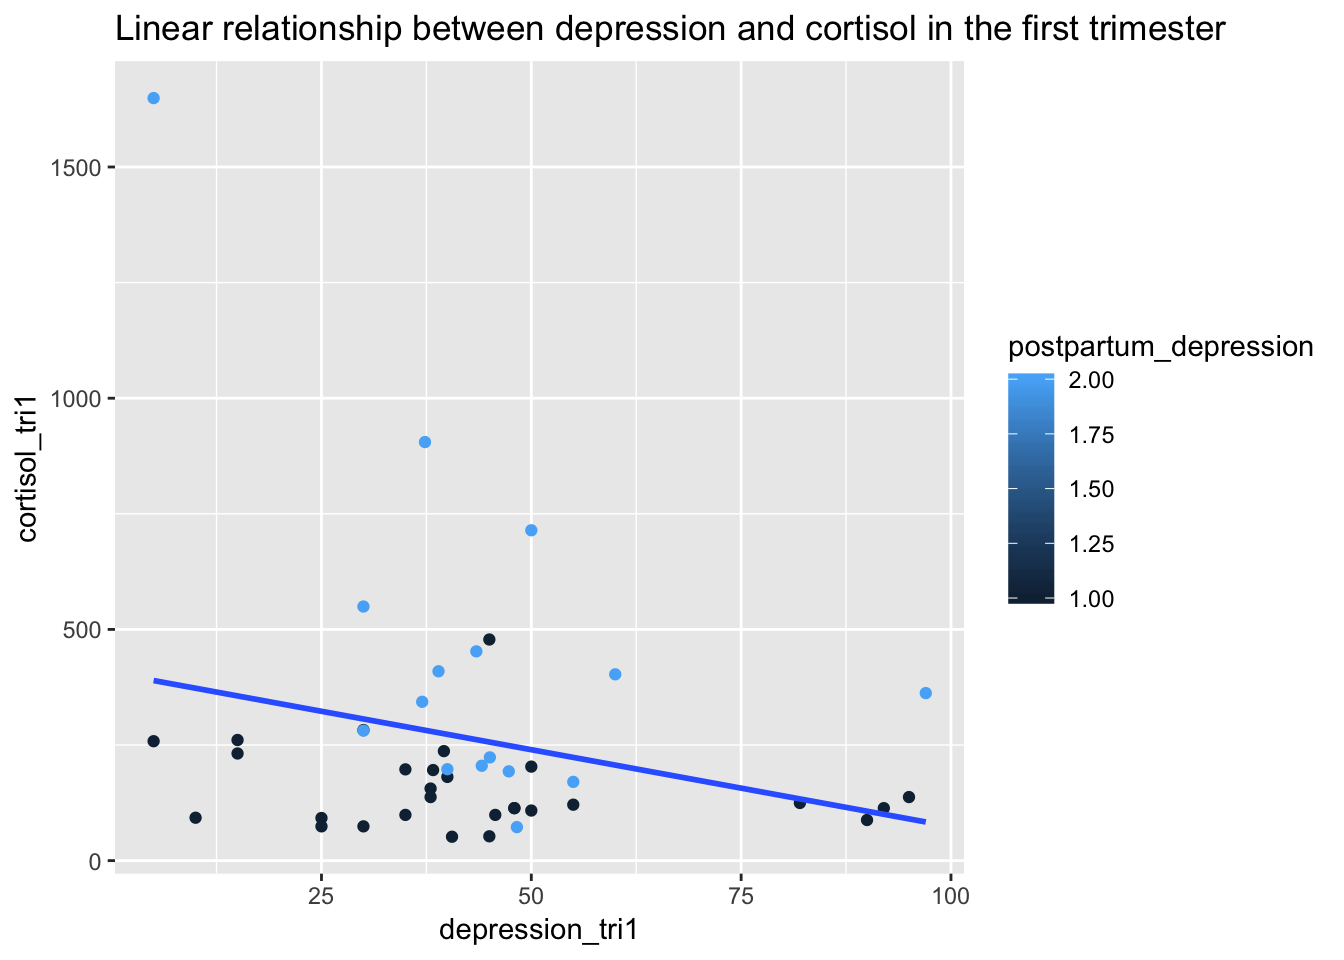 Linear relationship between depression and cortisol in the first trimester
1500
1000
500
0
cortisol_tri1
25 50 75 100
depression_tri1
postpartum_depression
2.00
1.75
1.50
1.25
1.00